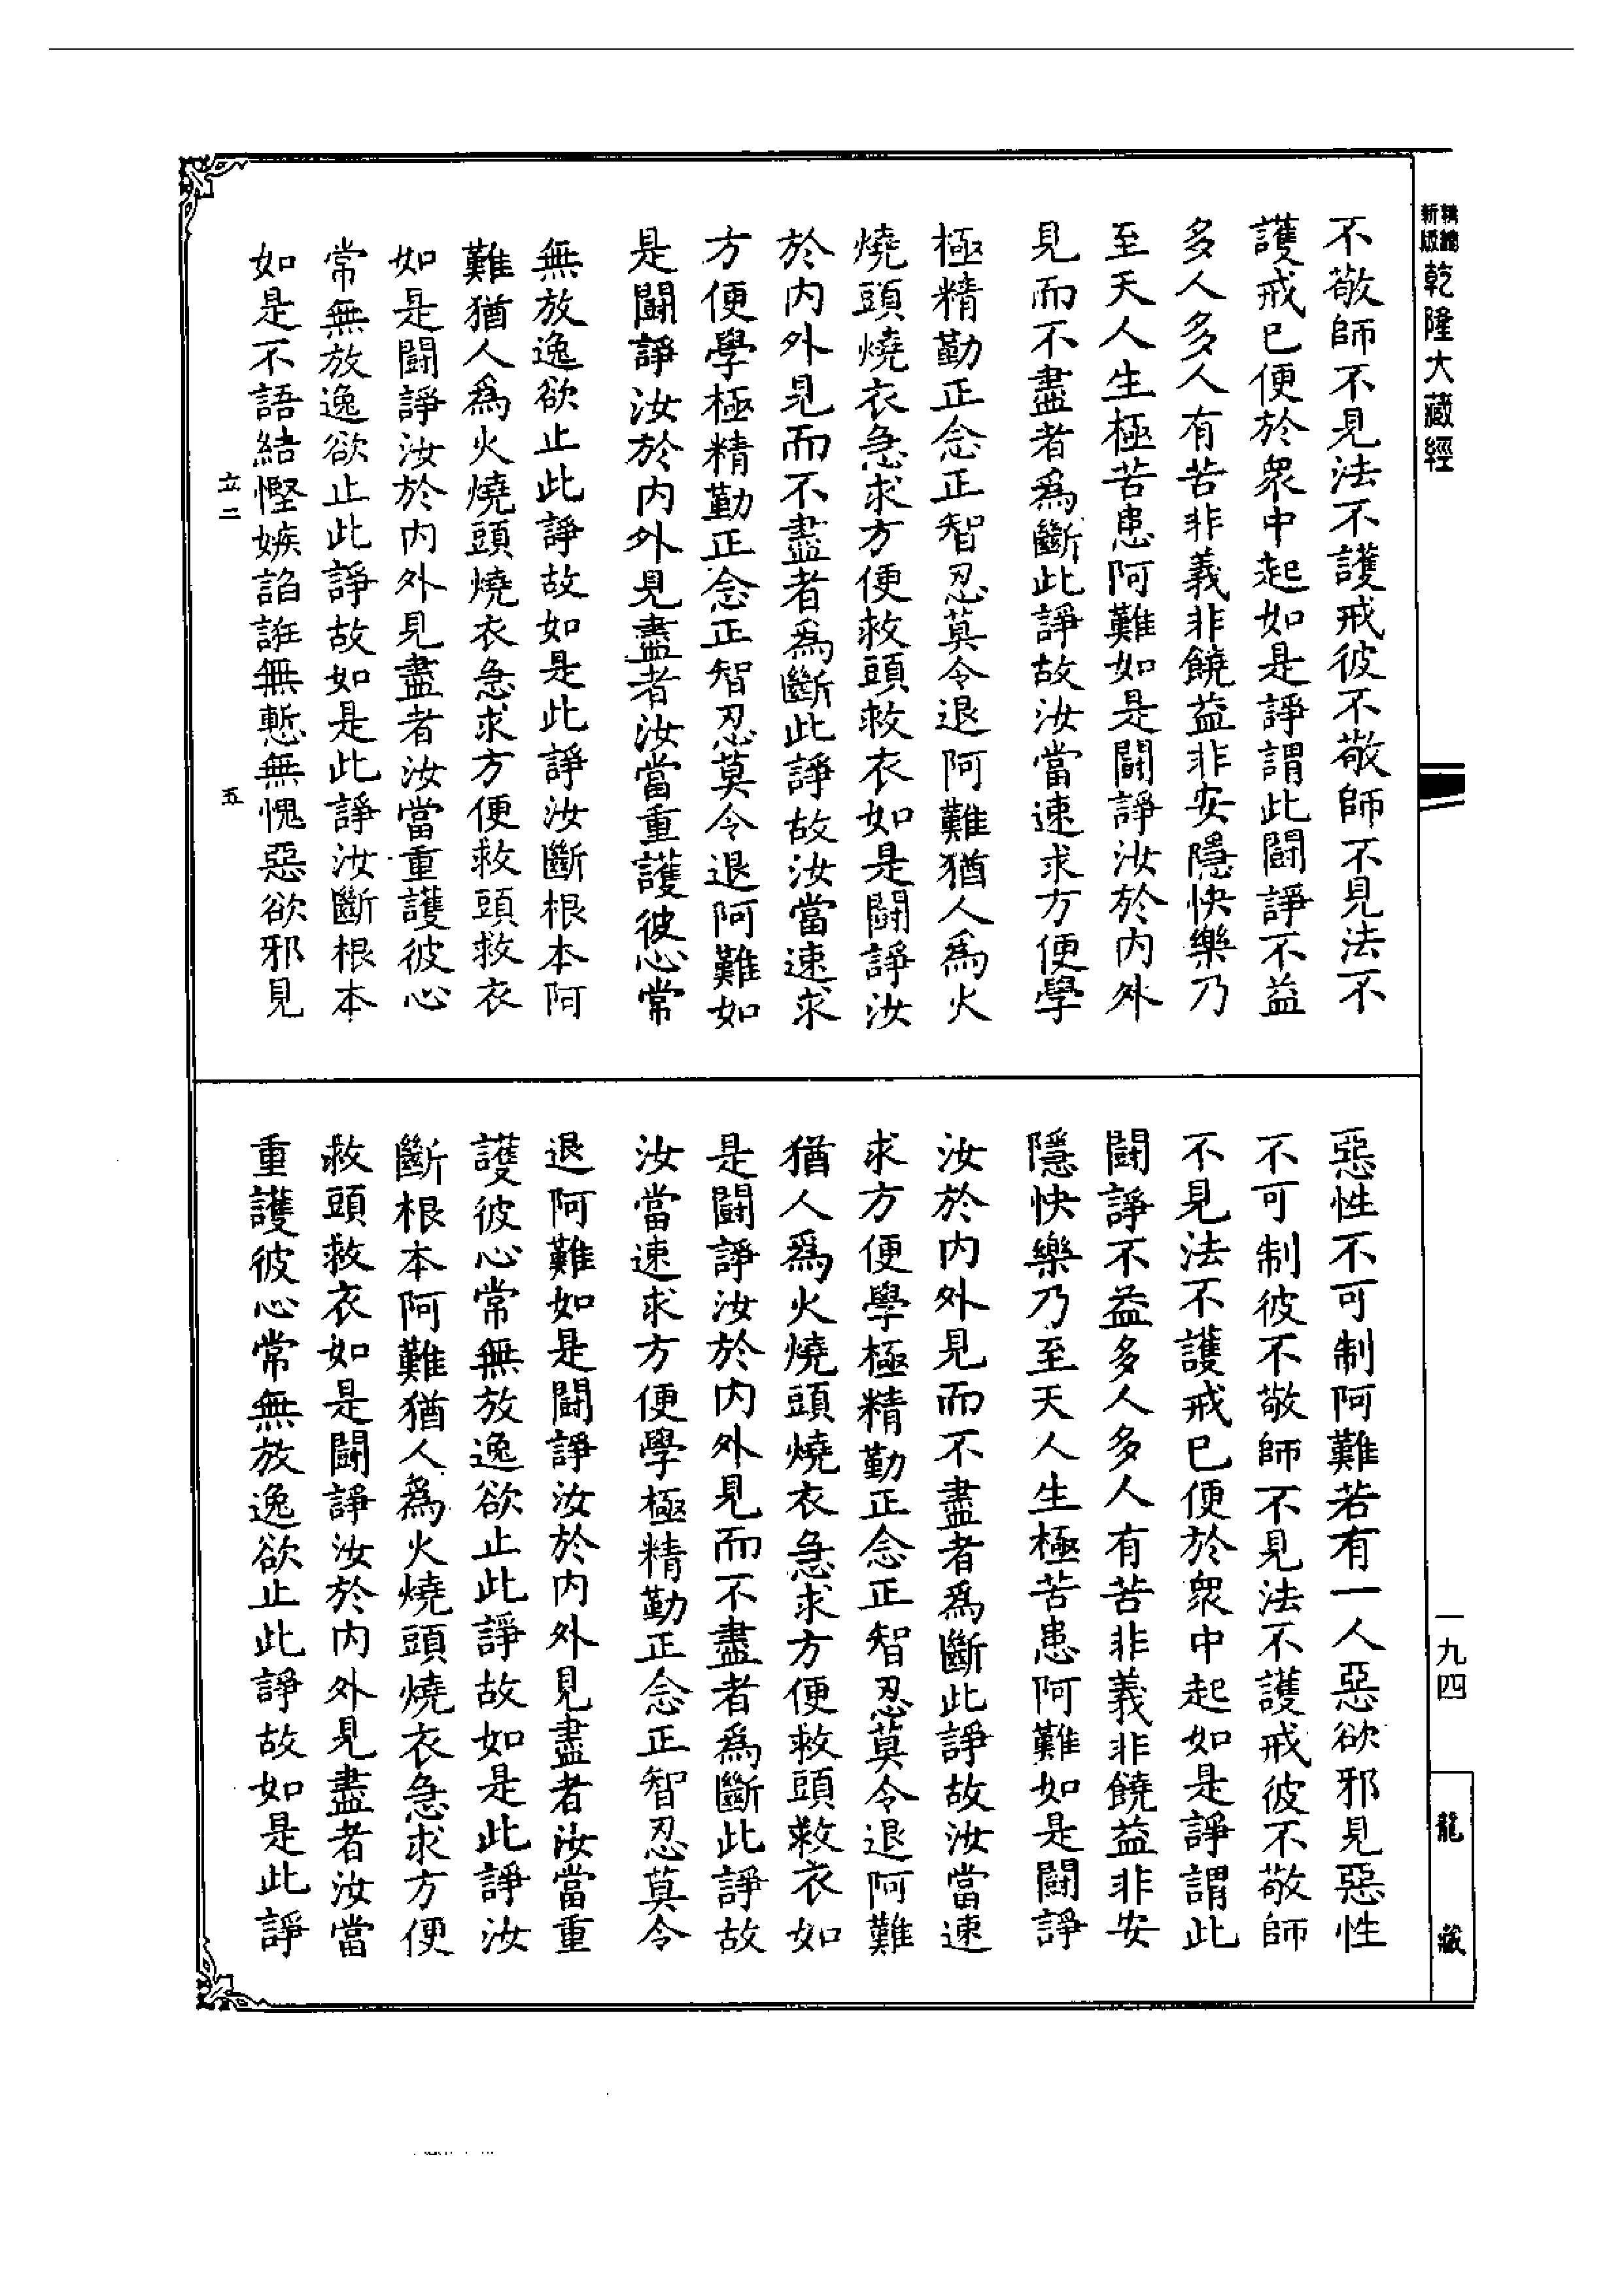 新編縮版乾隆大藏經
不敬師不見法不護戒彼不敬師不見法不
護戒已便於衆中起如是諍謂此鬪諍不益
多人多人有苦非義非饒益非安隱快樂乃
至天人生極苦患阿難如是鬪諍汝於內外
見而不盡者爲斷此諍故汝當速求方便學
極精勤正念正智忍莫令退阿難猶人爲火
燒頭燒衣急求方便救頭救衣如是鬪諍汝
於內外見而不盡者爲斷此諍故汝當速求
方便學極精勤正念正智忍莫令退阿難如
是鬪諍汝於內外見盡者汝當重護彼心常
無放逸欲止此諍故如是此諍汝斷根本阿
難猶人爲火燒頭燒衣急求方便救頭救衣
如是鬪諍汝於內外見盡者汝當重護彼心
常無放逸欲止此諍故如是此諍汝斷根本
如是不語結慳嫉諂誑無慙無愧惡欲邪見
立二 五
惡性不可制阿難若有一人惡欲邪見惡性
不可制彼不敬師不見法不護戒彼不敬師
不見法不護戒已便於衆中起如是諍謂此
鬪諍不益多人多人有苦非義非饒益非安
隱快樂乃至天人生極苦患阿難如是鬪諍
汝於內外見而不盡者爲斷此諍故汝當速
求方便學極精勤正念正智忍莫令退阿難
猶人爲火燒頭燒衣急求方便救頭救衣如
是鬪諍汝於內外見而不盡者爲斷此諍故
汝當速求方便學極精勤正念正智忍莫令
退阿難如是鬪諍汝於內外見盡者汝當重
護彼心常無放逸欲止此諍故如是此諍汝
斷根本阿難猶人爲火燒頭燒衣急求方便
救頭救衣如是鬪諍汝於內外見盡者汝當
重護彼心常無放逸欲止此諍故如是此諍
一九四
龍藏